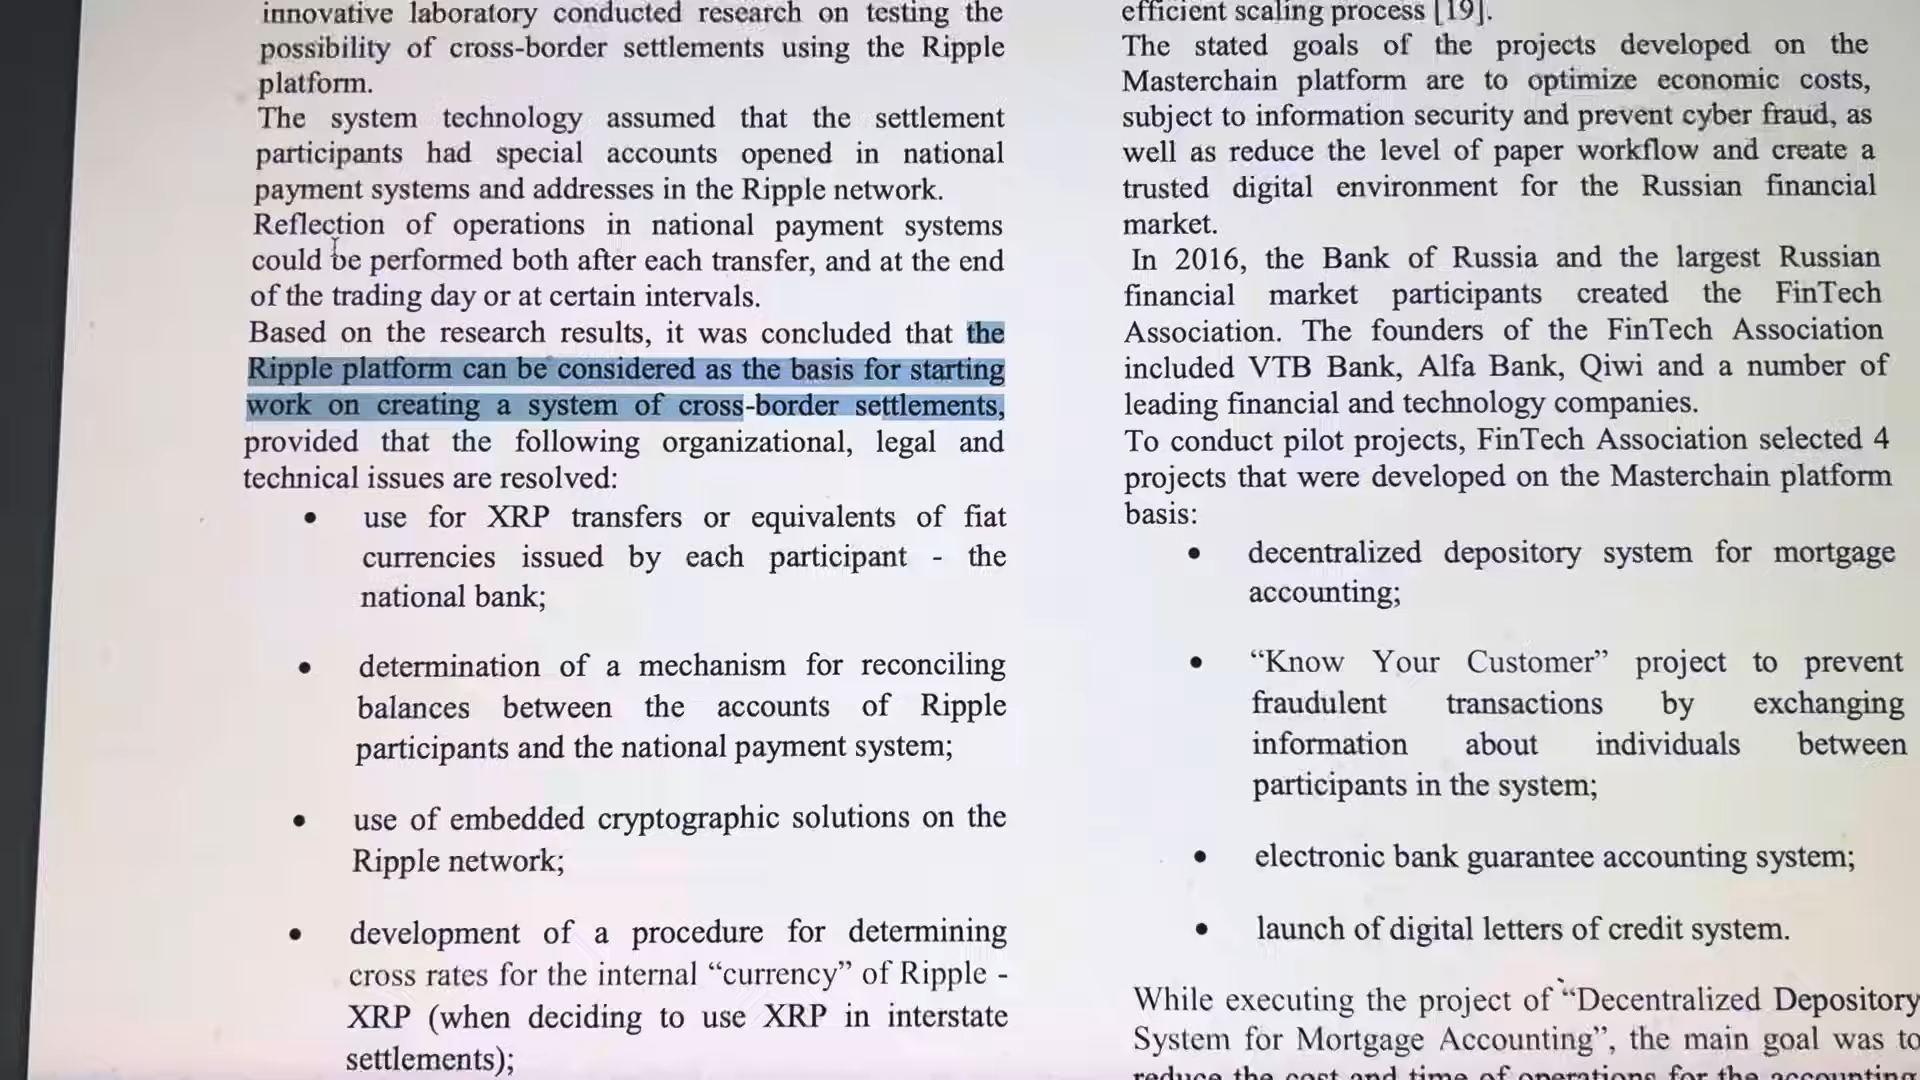 innovative laboratory conducted research on testing the
possibility of cross-border settlements using the Ripple
platform.
The system technology assumed that the settlement
participants had special accounts opened in national
payment systems and addresses in the Ripple network.
Reflection of operations in national payment systems
could be performed both after each transfer, and at the end
of the trading day or at certain intervals.
Based on the research results, it was concluded that the
Ripple platform can be considered as the basis for starting
work on creating a system of cross-border settlements,
provided that the following organizational, legal and
technical issues are resolved:
• use for XRP transfers or equivalents of fiat
currencies issued by each participant - the
national bank;
• determination of a mechanism for reconciling
balances between the accounts of Ripple
participants and the national payment system;
• use of embedded cryptographic solutions on the
Ripple network;
• development of a procedure for determining
cross rates for the internal “currency” of Ripple -
XRP (when deciding to use XRP in interstate
settlements);
efficient scaling process [19].
The stated goals of the projects developed on the
Masterchain platform are to optimize economic costs,
subject to information security and prevent cyber fraud, as
well as reduce the level of paper workflow and create a
trusted digital environment for the Russian financial
market.
In 2016, the Bank of Russia and the largest Russian
financial market participants created the FinTech
Association. The founders of the FinTech Association
included VTB Bank, Alfa Bank, Qiwi and a number of
leading financial and technology companies.
To conduct pilot projects, FinTech Association selected 4
projects that were developed on the Masterchain platform
basis:
• decentralized depository system for mortgage
accounting;
• “Know Your Customer” project to prevent
fraudulent transactions by exchanging
information about individuals between
participants in the system;
• electronic bank guarantee accounting system;
• launch of digital letters of credit system.
While executing the project of “Decentralized Depository
System for Mortgage Accounting”, the main goal was to
reduce the cost and time of operations for the accounting